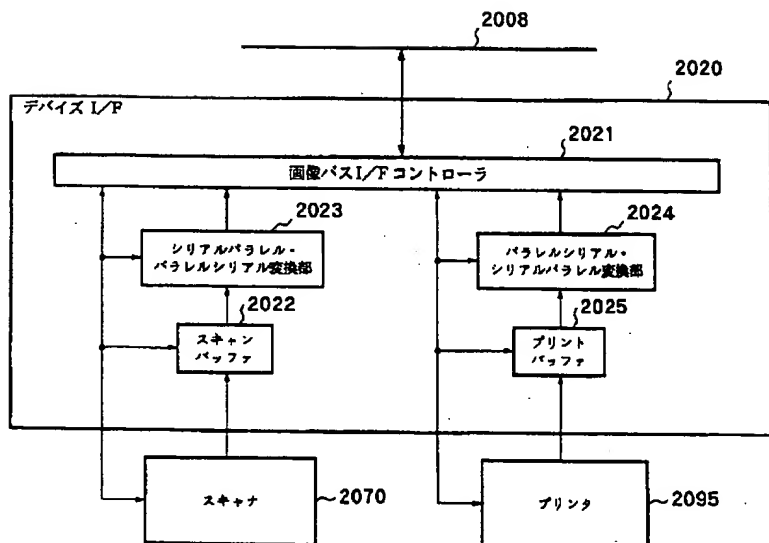 2008
2020
デバイス I/F
2021
画像バスI/Fコントローラ
2023
シリアルパラレル・
パラレルシリアル変換部
2024
パラレルシリアル・
シリアルパラレル変換部
2022
スキャン
バッファ
2025
プリント
バッファ
スキャナ
2070
プリンタ
2095